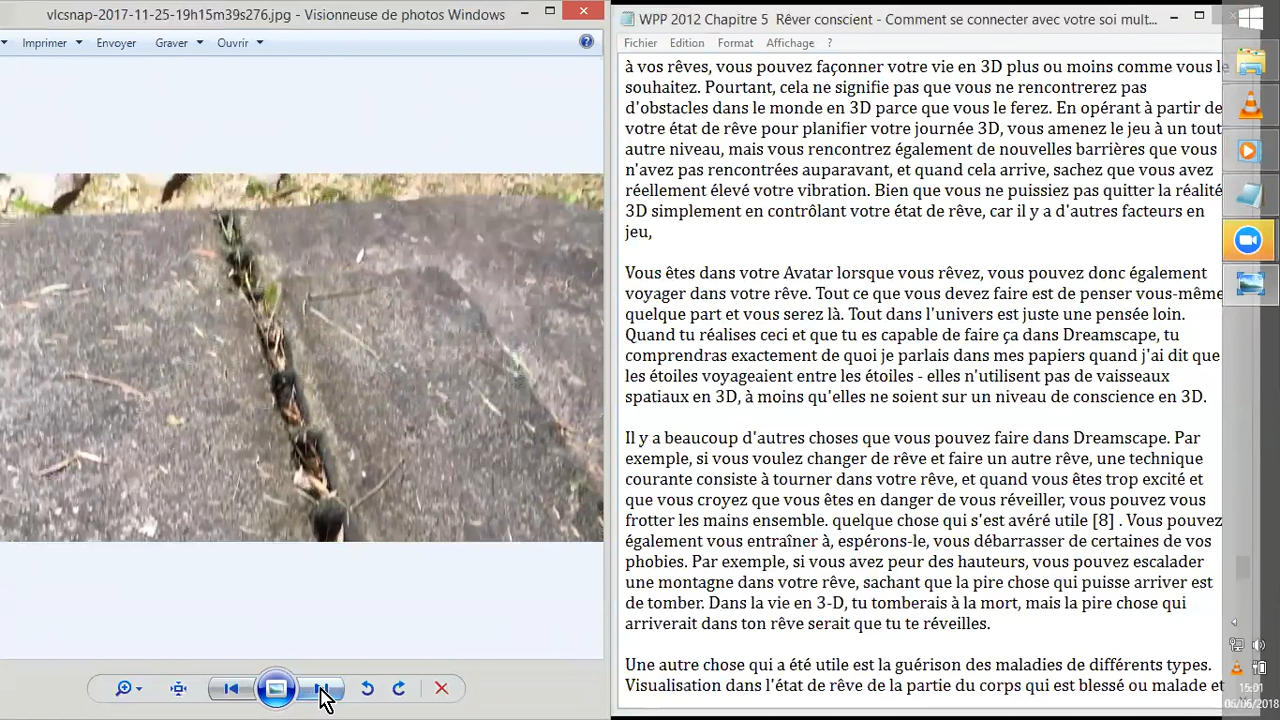 vlcsnap-2017-11-25-19h15m39s276.jpg - Visionneuse de photos Windows
Imprimer Envoyer Graver Ouvrir
WPP 2012 Chapitre 5 Rêver conscient - Comment se connecter avec votre soi mult...
Fichier Edition Format Affichage ?
à vos rêves, vous pouvez façonner votre vie en 3D plus ou moins comme vous le
souhaitez. Pourtant, cela ne signifie pas que vous ne rencontrerez pas
d'obstacles dans le monde en 3D parce que vous le ferez. En opérant à partir de
votre état de rêve pour planifier votre journée 3D, vous amenez le jeu à un tout
autre niveau, mais vous rencontrez également de nouvelles barrières que vous
n'avez pas rencontrées auparavant, et quand cela arrive, sachez que vous avez
réellement élevé votre vibration. Bien que vous ne puissiez pas quitter la réalité
3D simplement en contrôlant votre état de rêve, car il y a d'autres facteurs en
jeu,
Vous êtes dans votre Avatar lorsque vous rêvez, vous pouvez donc également
voyager dans votre rêve. Tout ce que vous devez faire est de penser vous-même
quelque part et vous serez là. Tout dans l'univers est juste une pensée loin.
Quand tu réalises ceci et que tu es capable de faire ça dans Dreamscape, tu
comprendras exactement de quoi je parlais dans mes papiers quand j'ai dit que
les étoiles voyageaient entre les étoiles - elles n'utilisent pas de vaisseaux
spatiaux en 3D, à moins qu'elles ne soient sur un niveau de conscience en 3D.
Il y a beaucoup d'autres choses que vous pouvez faire dans Dreamscape. Par
exemple, si vous voulez changer de rêve et faire un autre rêve, une technique
courante consiste à tourner dans votre rêve, et quand vous êtes trop excité et
que vous croyez que vous êtes en danger de vous réveiller, vous pouvez vous
frotter les mains ensemble. quelque chose qui s'est avéré utile [8] . Vous pouvez
également vous entraîner à, espérons-le, vous débarrasser de certaines de vos
phobies. Par exemple, si vous avez peur des hauteurs, vous pouvez escalader
une montagne dans votre rêve, sachant que la pire chose qui puisse arriver est
de tomber. Dans la vie en 3-D, tu tomberais à la mort, mais la pire chose qui
arriverait dans ton rêve serait que tu te réveilles.
Une autre chose qui a été utile est la guérison des maladies de différents types.
Visualisation dans l'état de rêve de la partie du corps qui est blessé ou malade et
15:01
06/06/2018